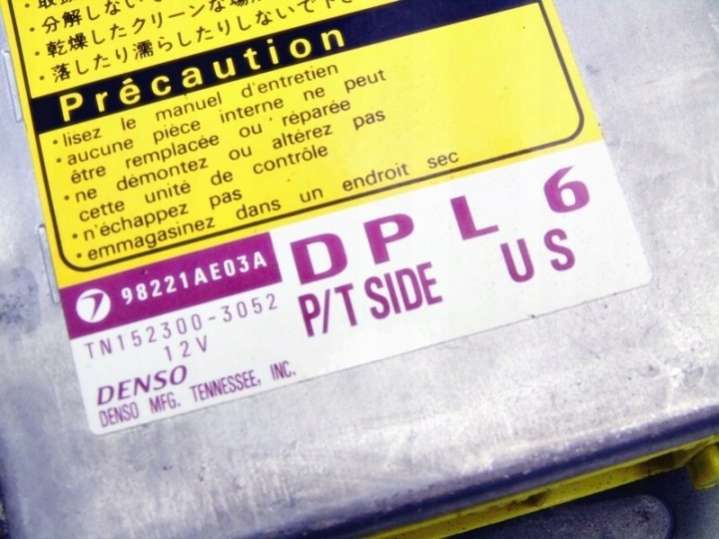 ・分解しないで
・乾燥したクリーンな場所
・落したり濡らしたりしないで下
Précaution
・lisez le manuel d'entretien
・aucune pièce interne ne peut
être remplacée ou réparée
・ne démontez ou altérez pas
cette unité de contrôle
・n'échappez pas
・emmagasinez dans un endroit sec
98221AE03A
DPL6
TN152300-3052
P/T SIDE US
12V
DENSO
DENSO MFG. TENNESSEE, INC.